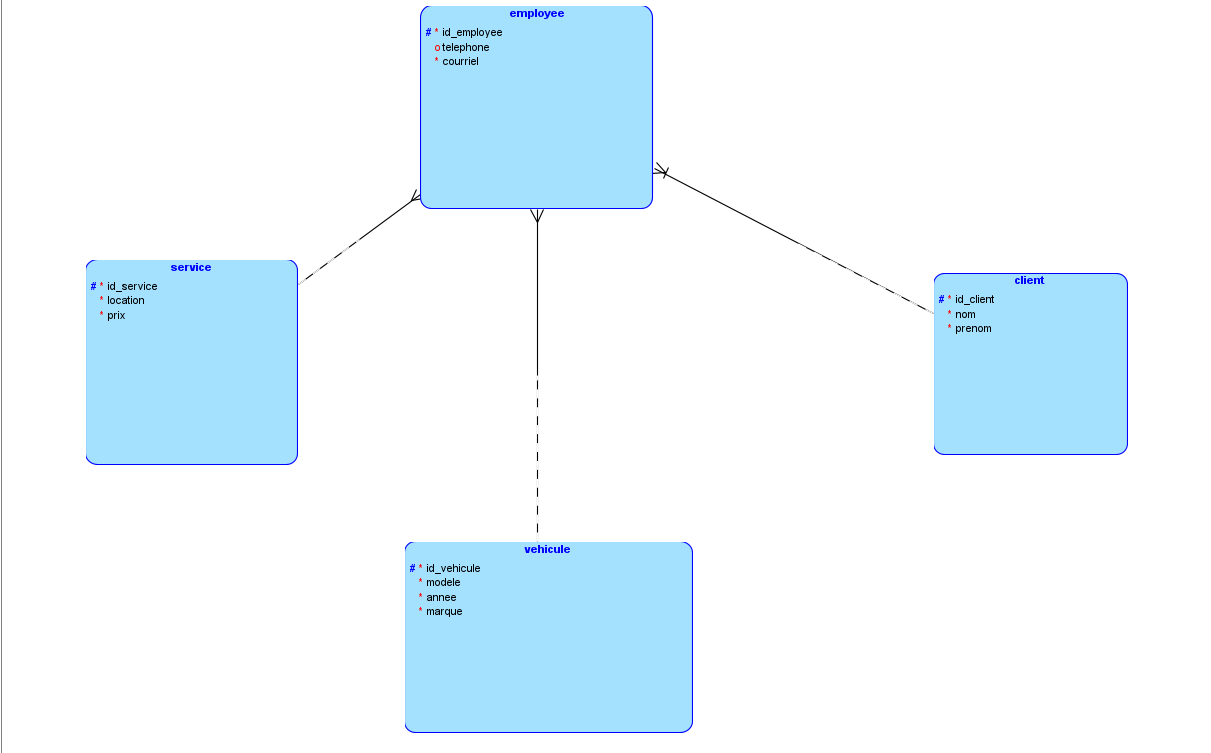 employee
# * id_employee
o telephone
* courriel
service
# * id_service
* location
* prix
client
# * id_client
* nom
* prenom
vehicule
# * id_vehicule
* modele
* annee
* marque